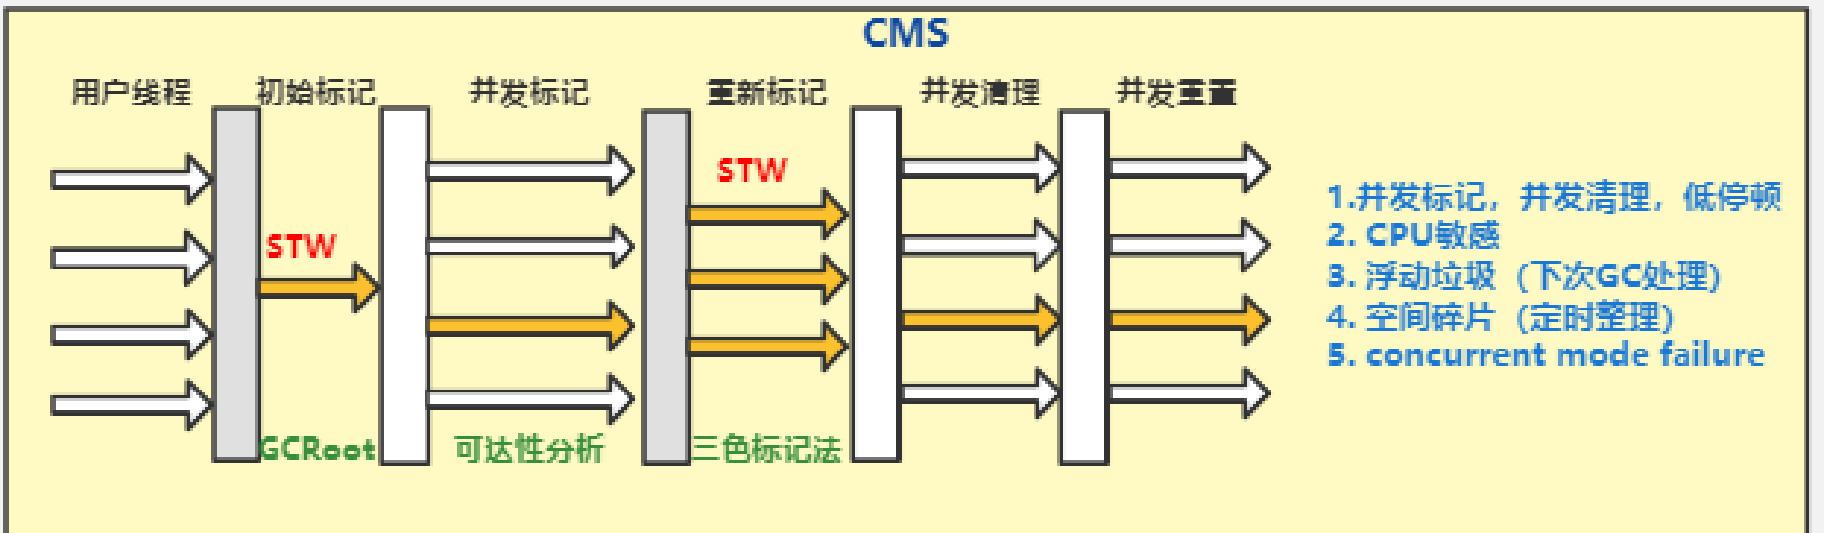 CMS
用户线程
初始标记
并发标记
重新标记
并发清理
并发重置
STW
STW
GCRoot
可达性分析
三色标记法
1.并发标记，并发清理，低停顿
2. CPU敏感
3. 浮动垃圾（下次GC处理）
4. 空间碎片（定时整理）
5. concurrent mode failure